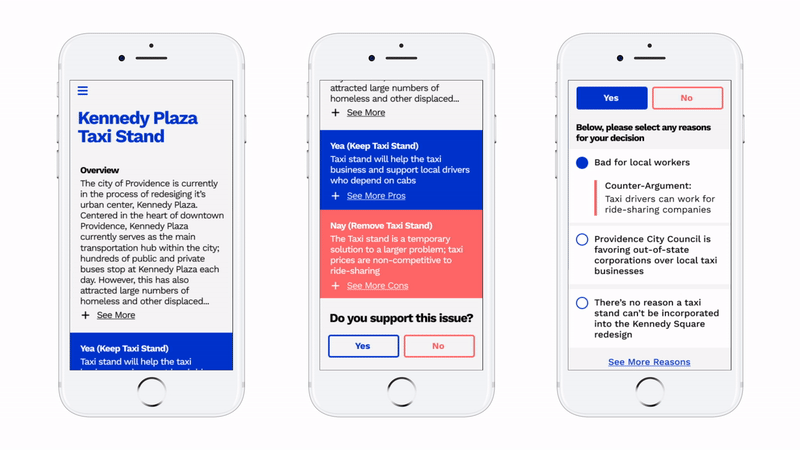 Kennedy Plaza
Taxi Stand
Overview
The city of Providence is currently
in the process of redesiging it's
urban center, Kennedy Plaza.
Centered in the heart of downtown
Providence, Kennedy Plaza
currently serves as the main
transportation hub within the city;
hundreds of public and private
buses stop at Kennedy Plaza each
day. However, this has also
attracted large numbers of
homeless and other displaced...
+ See More
Yea (Keep Taxi Stand)
Taxi stand will help the taxi
attracted large numbers of
homeless and other displaced...
+ See More
Yea (Keep Taxi Stand)
Taxi stand will help the taxi
business and support local drivers
who depend on cabs
+ See More Pros
Nay (Remove Taxi Stand)
The Taxi stand is a temporary
solution to a larger problem; taxi
prices are non-competitive to
ride-sharing
+ See More Cons
Do you support this issue?
Yes No
Yes No
Below, please select any reasons
for your decision
Bad for local workers
Counter-Argument:
Taxi drivers can work for
ride-sharing companies
Providence City Council is
favoring out-of-state
corporations over local taxi
businesses
There's no reason a taxi
stand can't be incorporated
into the Kennedy Square
redesign
See More Reasons